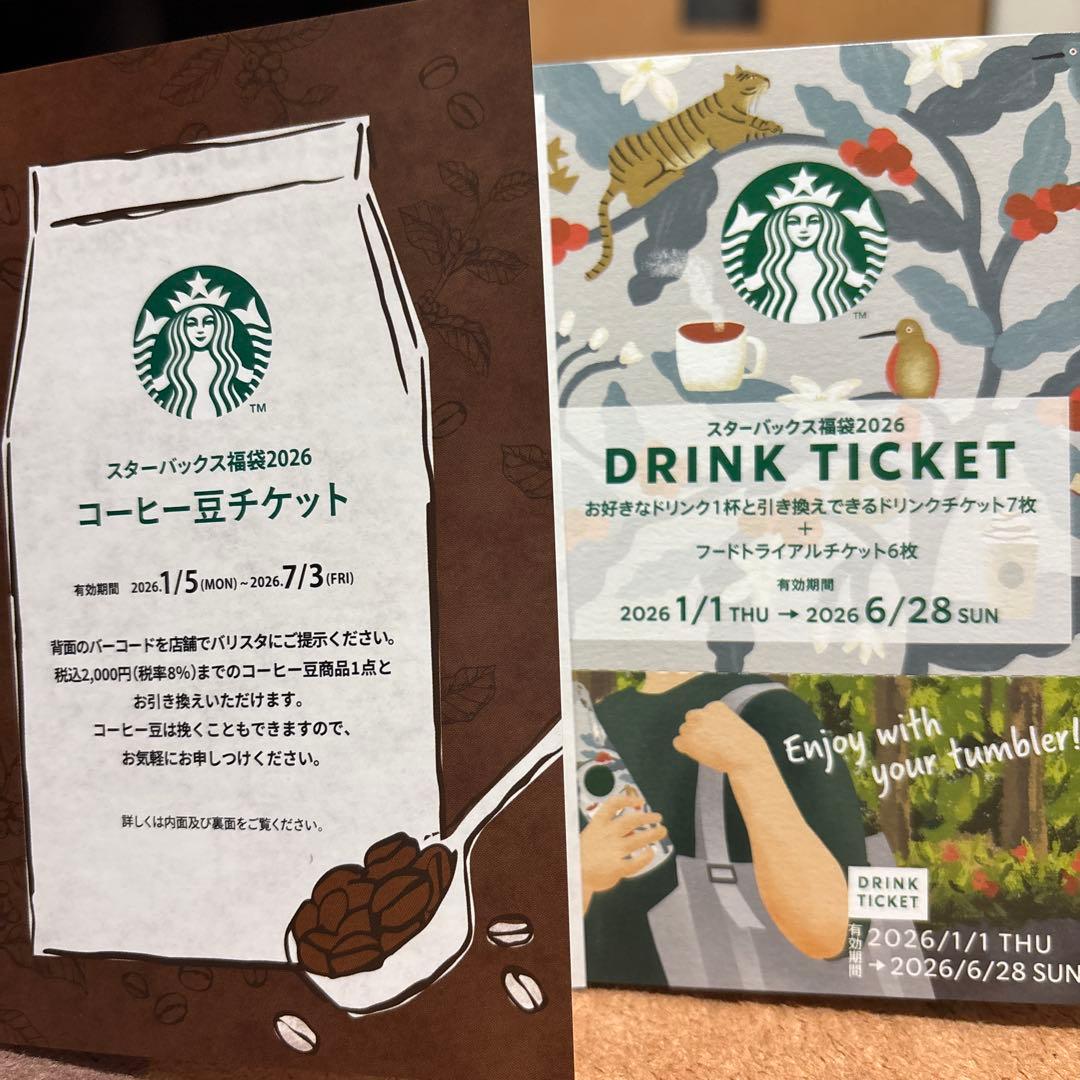 TM
スターバックス福袋2026
コーヒー豆チケット
有効期間 2026.1/5(MON)~2026.7/3(FRI)
背面のバーコードを店舗でバリスタにご提示ください。
税込2,000円(税率8%)までのコーヒー豆商品1点と
お引き換えいただけます。
コーヒー豆は挽くこともできますので、
お気軽にお申しつけください。
詳しくは内面及び裏面をご覧ください。
TM
スターバックス福袋2026
DRINK TICKET
お好きなドリンク1杯と引き換えできるドリンクチケット7枚
+
フードトライアルチケット6枚
有効期間
2026 1/1 THU → 2026 6/28 SUN
Enjoy with
your tumbler!
DRINK
TICKET
有効期間
2026/1/1 THU
→2026/6/28 SUN